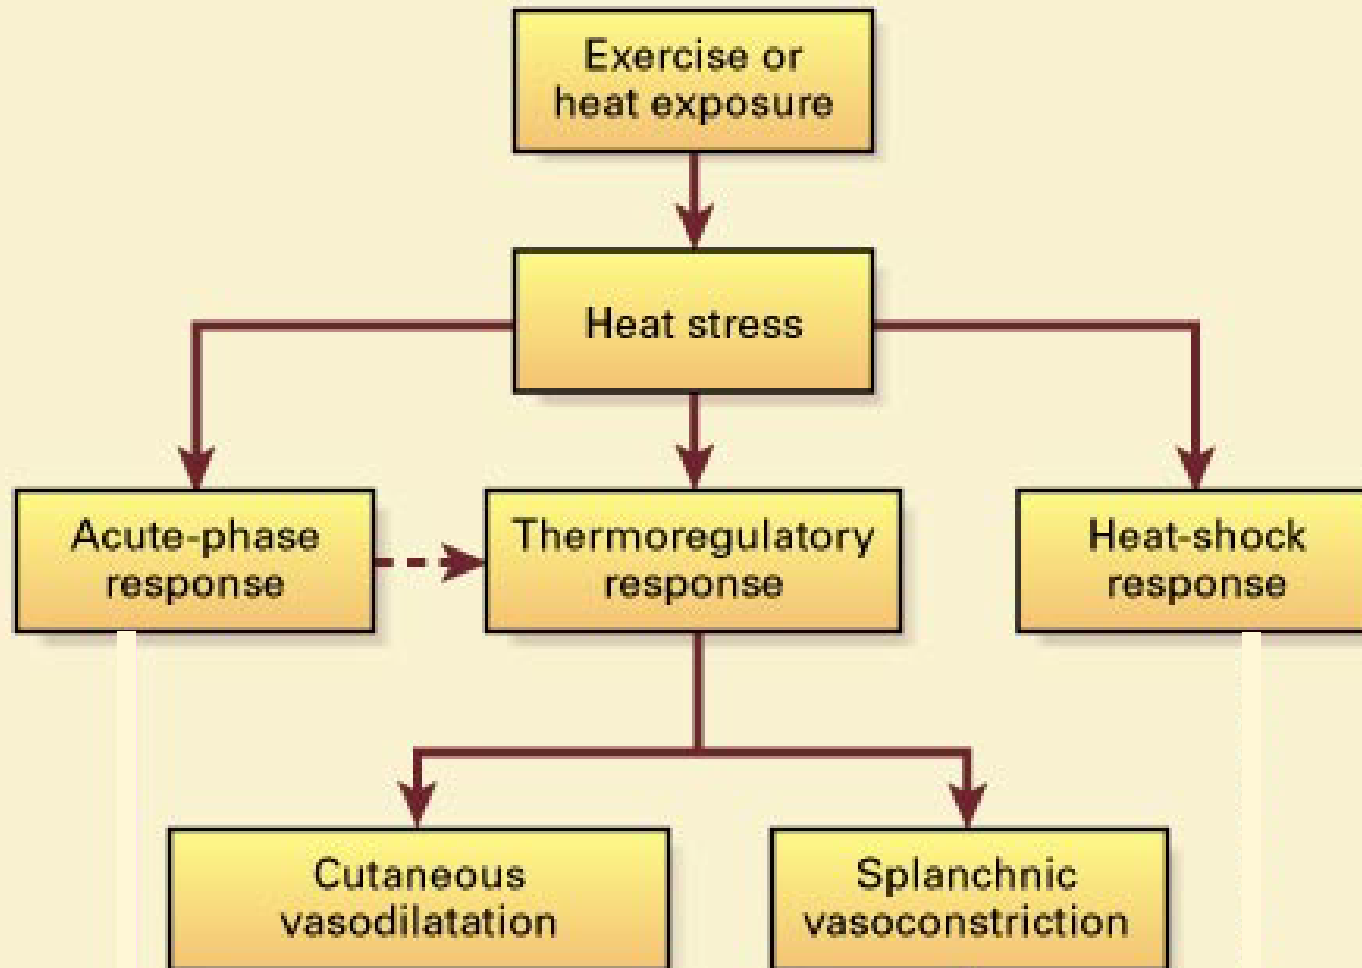 Exercise or
heat exposure
Heat stress
Acute-phase
response
Thermoregulatory
response
Heat-shock
response
Cutaneous
vasodilatation
Splanchnic
vasoconstriction